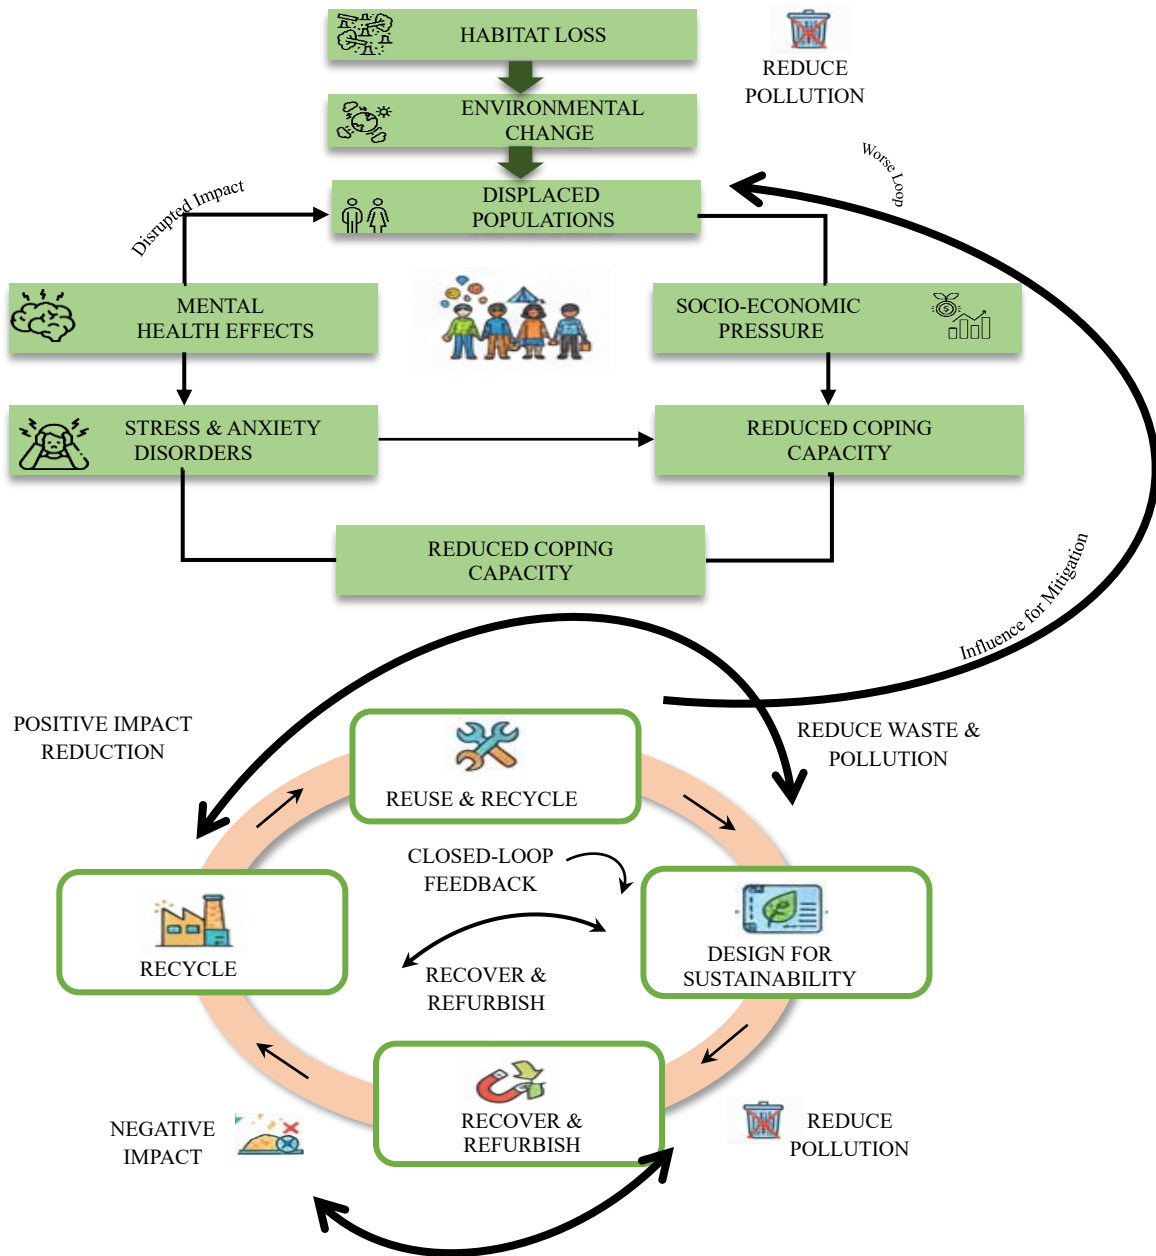 HABITAT LOSS
REDUCE
POLLUTION
ENVIRONMENTAL
CHANGE
Worse Loop
Disrupted Impact
DISPLACED
POPULATIONS
MENTAL
HEALTH EFFECTS
SOCIO-ECONOMIC
PRESSURE
STRESS & ANXIETY
DISORDERS
REDUCED COPING
CAPACITY
REDUCED COPING
CAPACITY
Influence for Mitigation
POSITIVE IMPACT
REDUCTION
REDUCE WASTE &
POLLUTION
REUSE & RECYCLE
CLOSED-LOOP
FEEDBACK
RECYCLE
DESIGN FOR
SUSTAINABILITY
RECOVER &
REFURBISH
RECOVER &
REFURBISH
NEGATIVE
IMPACT
REDUCE
POLLUTION